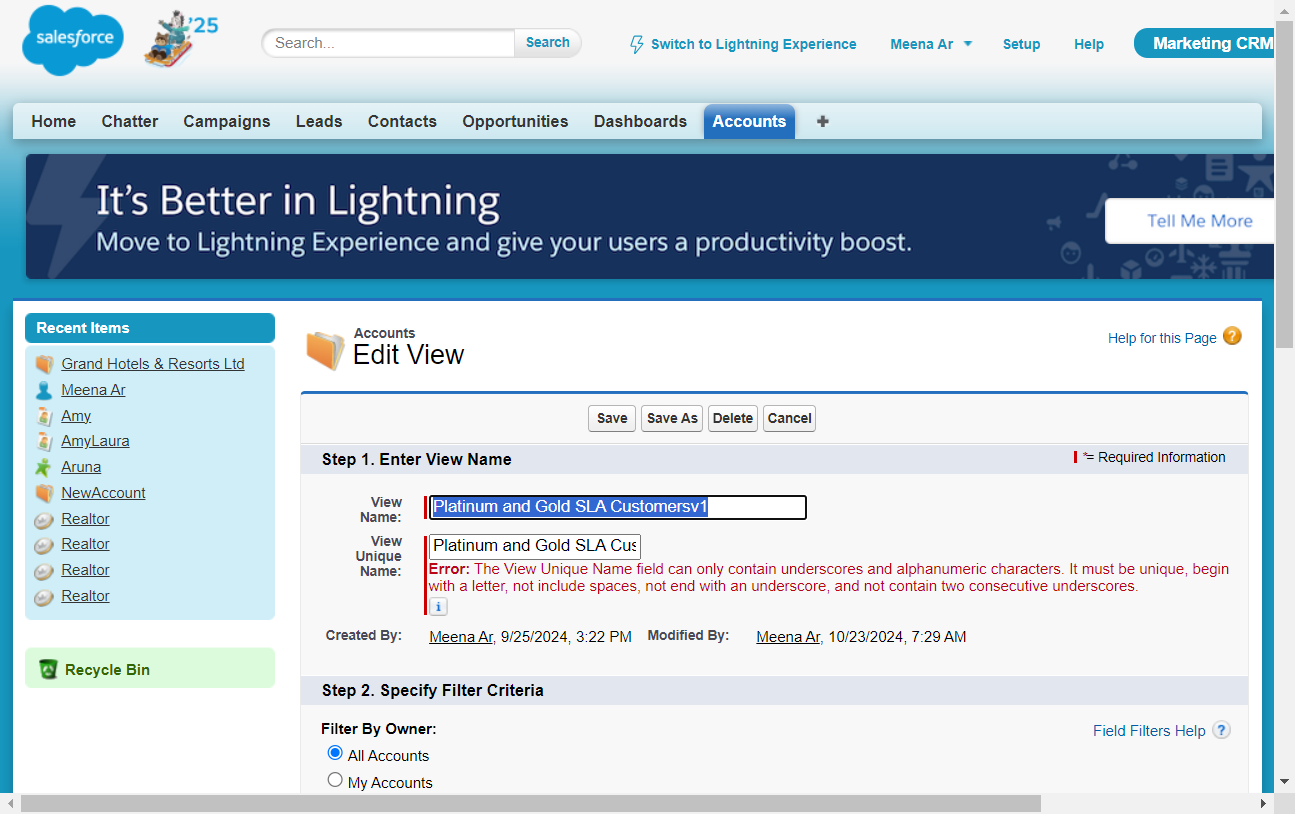 salesforce
'25
Search...
Search
Switch to Lightning Experience
Meena Ar
Setup
Help
Marketing CRM
Home
Chatter
Campaigns
Leads
Contacts
Opportunities
Dashboards
Accounts
+
It's Better in Lightning
Move to Lightning Experience and give your users a productivity boost.
Tell Me More
Recent Items
Grand Hotels & Resorts Ltd
Meena Ar
Amy
AmyLaura
Aruna
NewAccount
Realtor
Realtor
Realtor
Realtor
Recycle Bin
Accounts
Edit View
Help for this Page ?
Save
Save As
Delete
Cancel
Step 1. Enter View Name
*= Required Information
View
Name:
Platinum and Gold SLA Customersv1
View
Unique
Name:
Platinum and Gold SLA Cus
Error: The View Unique Name field can only contain underscores and alphanumeric characters. It must be unique, begin
with a letter, not include spaces, not end with an underscore, and not contain two consecutive underscores.
i
Created By:
Meena Ar, 9/25/2024, 3:22 PM
Modified By:
Meena Ar, 10/23/2024, 7:29 AM
Step 2. Specify Filter Criteria
Filter By Owner:
Field Filters Help ?
All Accounts
My Accounts